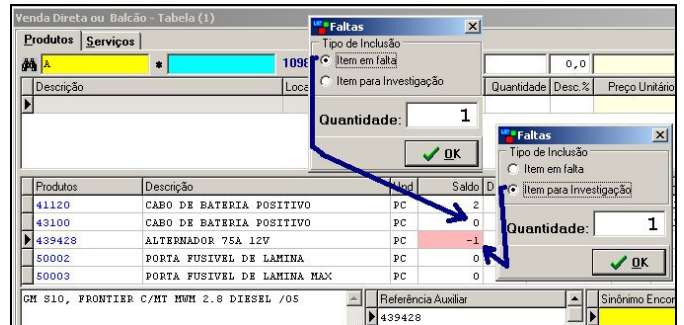 Venda Direta ou Balcão - Tabela (1)
Produtos Serviços
A * 1098 0,0
Descrição Loca Quantidade Desc.% Preço Unitário
Faltas
Tipo de Inclusão
Item em falta
Item para Investigação
Quantidade: 1
OK
Faltas
Tipo de Inclusão
Item em falta
Item para Investigação
Quantidade: 1
OK
Produtos Descrição Und Saldo D
41120 CABO DE BATERIA POSITIVO PC 2
43100 CABO DE BATERIA POSITIVO PC 0
439428 ALTERNADOR 75A 12V PC -1
50002 PORTA FUSIVEL DE LAMINA PC 0
50003 PORTA FUSIVEL DE LAMINA MAX PC 0
GM S10, FRONTIER C/MT MWM 2.8 DIESEL /05 Referência Auxiliar Sinônimo Encon
439428